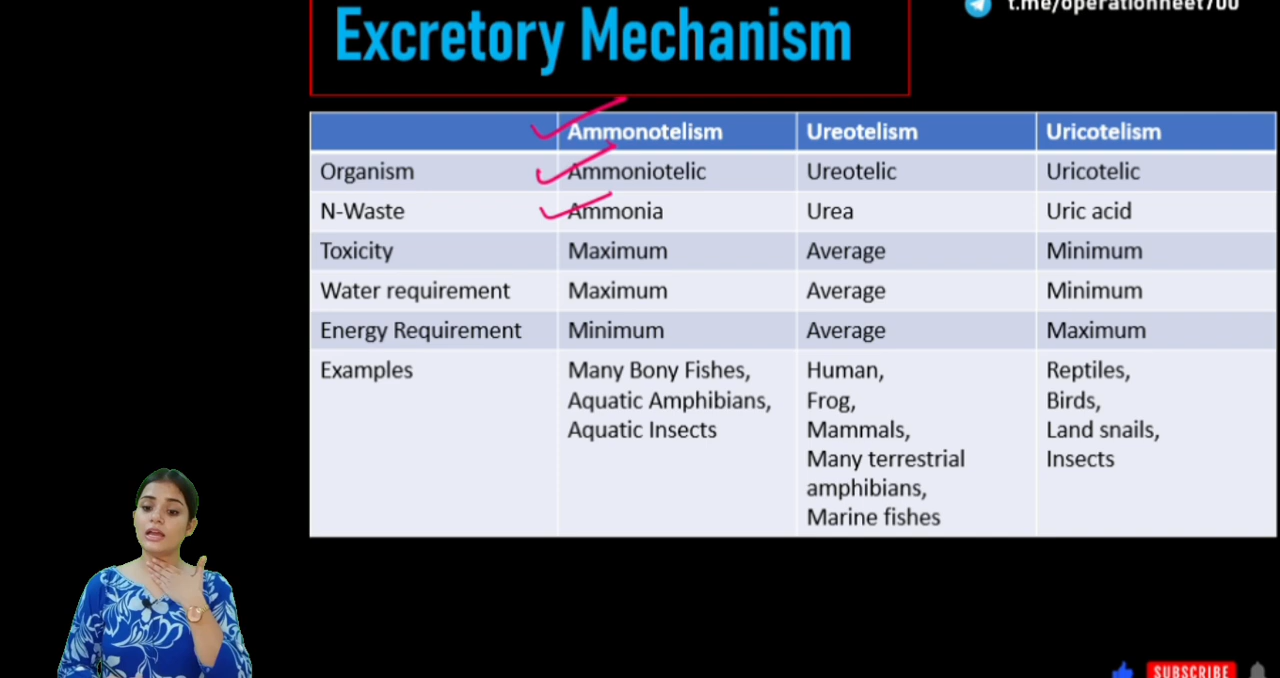 t.me/operationneet700
Excretory Mechanism
Ammonotelism Ureotelism Uricotelism
Organism Ammoniotelic Ureotelic Uricotelic
N-Waste Ammonia Urea Uric acid
Toxicity Maximum Average Minimum
Water requirement Maximum Average Minimum
Energy Requirement Minimum Average Maximum
Examples Many Bony Fishes, Human, Reptiles,
Aquatic Amphibians, Frog, Birds,
Aquatic Insects Mammals, Land snails,
Many terrestrial Insects
amphibians,
Marine fishes
SUBSCRIBE